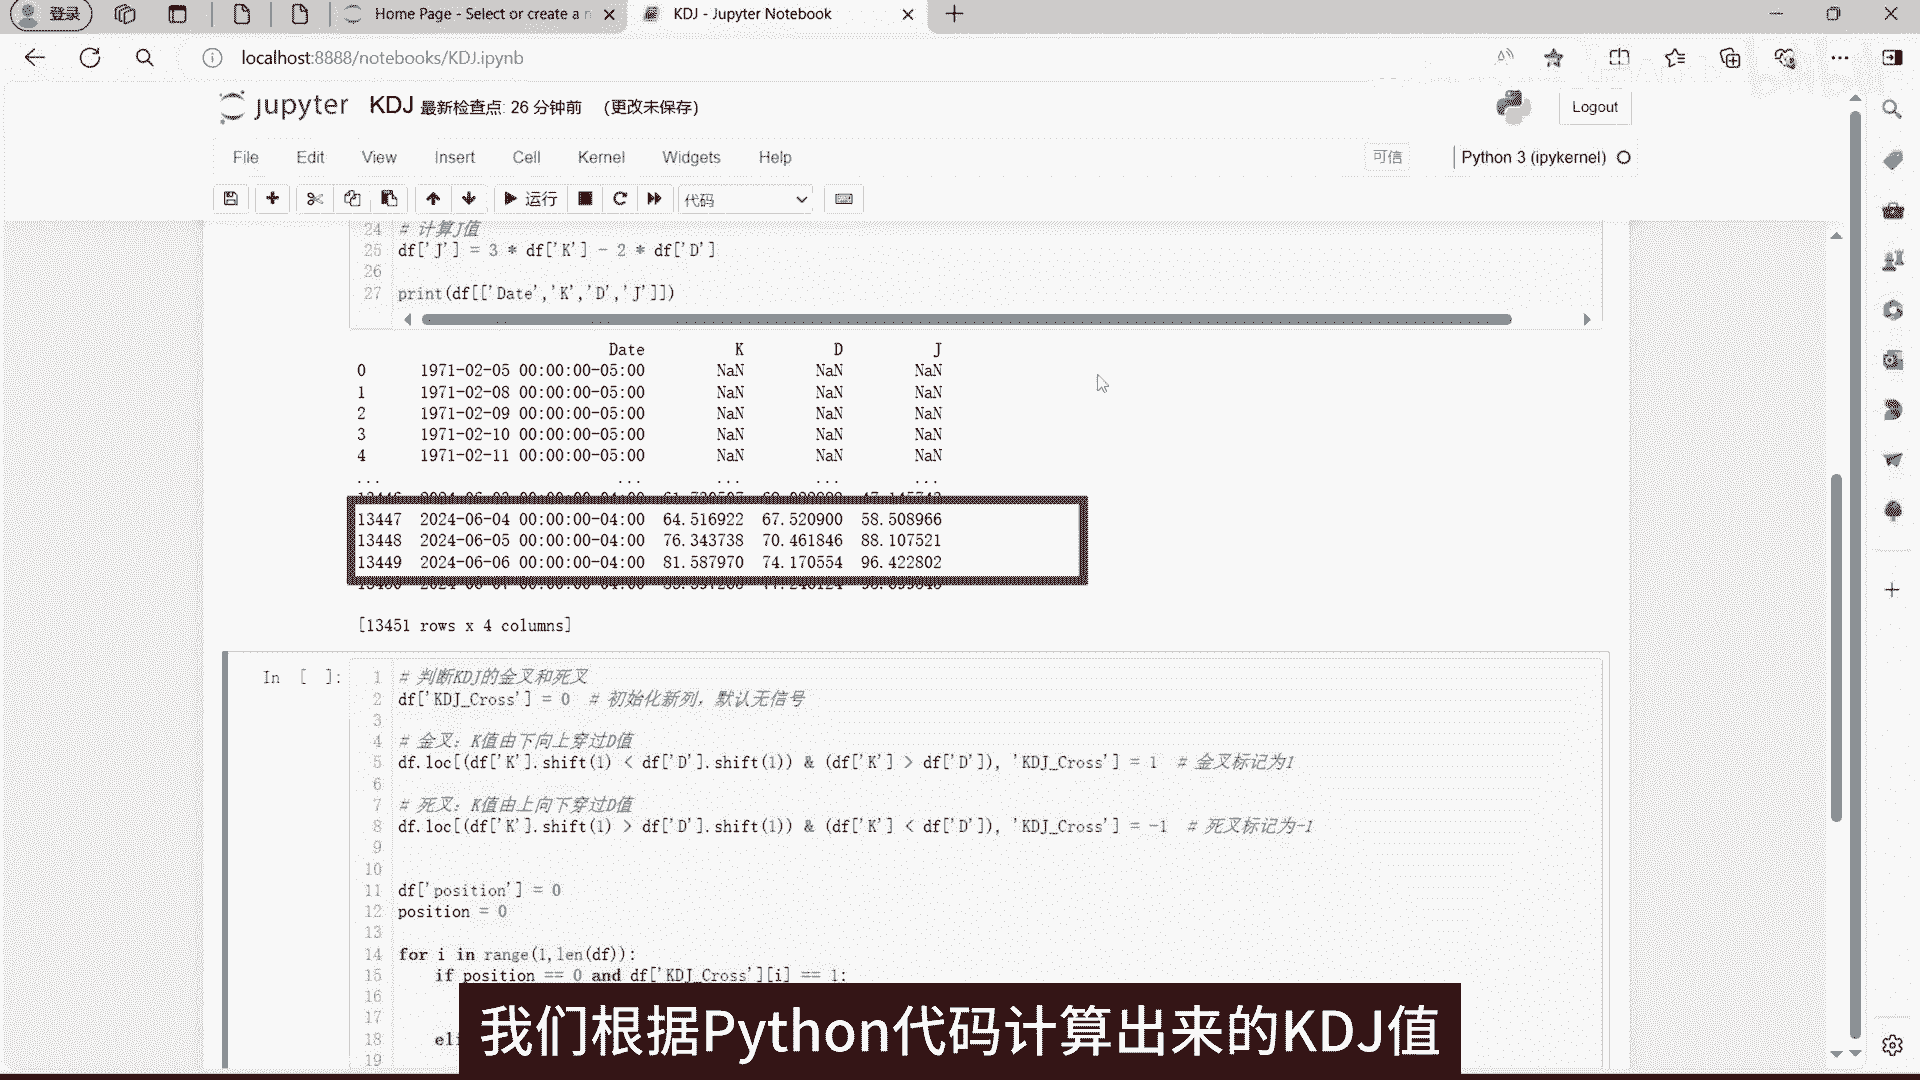 登录
Home Page - Select or create a n
KDJ - Jupyter Notebook
localhost:8888/notebooks/KDJ.ipynb
jupyter KDJ 最新检查点: 26 分钟前 (更改未保存)
Logout
File Edit View Insert Cell Kernel Widgets Help
可信
Python 3 (ipykernel)
运行
代码
24 # 计算J值
25 df['J'] = 3 * df['K'] - 2 * df['D']
26
27 print(df[['Date','K','D','J']])
Date K D J
0 1971-02-05 00:00:00-05:00 NaN NaN NaN
1 1971-02-08 00:00:00-05:00 NaN NaN NaN
2 1971-02-09 00:00:00-05:00 NaN NaN NaN
3 1971-02-10 00:00:00-05:00 NaN NaN NaN
4 1971-02-11 00:00:00-05:00 NaN NaN NaN
... ... ... ... ...
13447 2024-06-04 00:00:00-04:00 64.516922 67.520900 58.508966
13448 2024-06-05 00:00:00-04:00 76.343738 70.461846 88.107521
13449 2024-06-06 00:00:00-04:00 81.587970 74.170554 96.422802
[13451 rows x 4 columns]
In [ ]:
1 # 判断KDJ的金叉和死叉
2 df['KDJ_Cross'] = 0 # 初始化新列，默认无信号
3
4 # 金叉：K值由下向上穿过D值
5 df.loc[(df['K'].shift(1) < df['D'].shift(1)) & (df['K'] > df['D']), 'KDJ_Cross'] = 1 # 金叉标记为1
6
7 # 死叉：K值由上向下穿过D值
8 df.loc[(df['K'].shift(1) > df['D'].shift(1)) & (df['K'] < df['D']), 'KDJ_Cross'] = -1 # 死叉标记为-1
9
10
11 df['position'] = 0
12 position = 0
13
14 for i in range(1,len(df)):
15 if position == 0 and df['KDJ_Cross'][i] == 1:
16
17
18 eli
19
我们根据Python代码计算出来的KDJ值